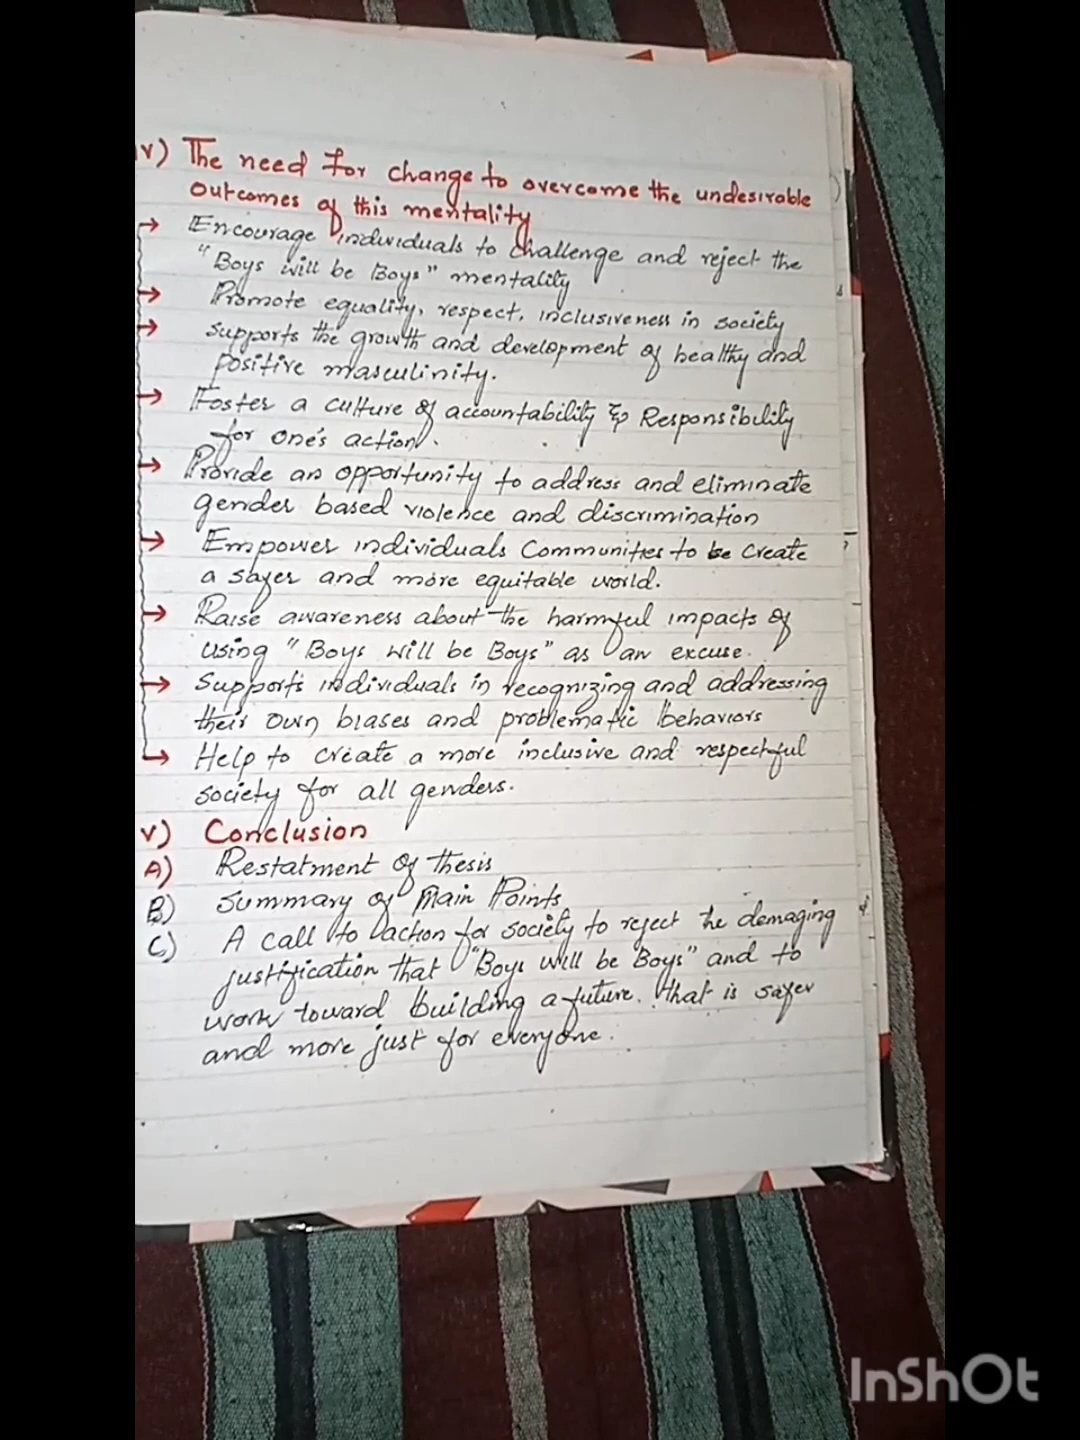 iv) The need for change to overcome the undesirable
outcomes of this mentality
→ Encourage individuals to challenge and reject the
"Boys will be Boys" mentality
→ Promote equality, respect, inclusiveness in society
→ Supports the growth and development of healthy and
positive masculinity.
→ Foster a culture of accountability & Responsibility
for one's action.
→ Provide an opportunity to address and eliminate
gender based violence and discrimination
→ Empower individuals Communities to be create
a safer and more equitable world.
→ Raise awareness about the harmful impacts of
using "Boys will be Boys" as an excuse.
→ Supports individuals in recognizing and addressing
their own biases and problematic behaviors
→ Help to create a more inclusive and respectful
society for all genders.
v) Conclusion
A) Restatment of thesis
B) Summary of Main Points
C) A call to action for society to reject the demaging
justification that "Boys will be Boys" and to
work toward building a future. that is safer
and more just for everyone.
InShOt